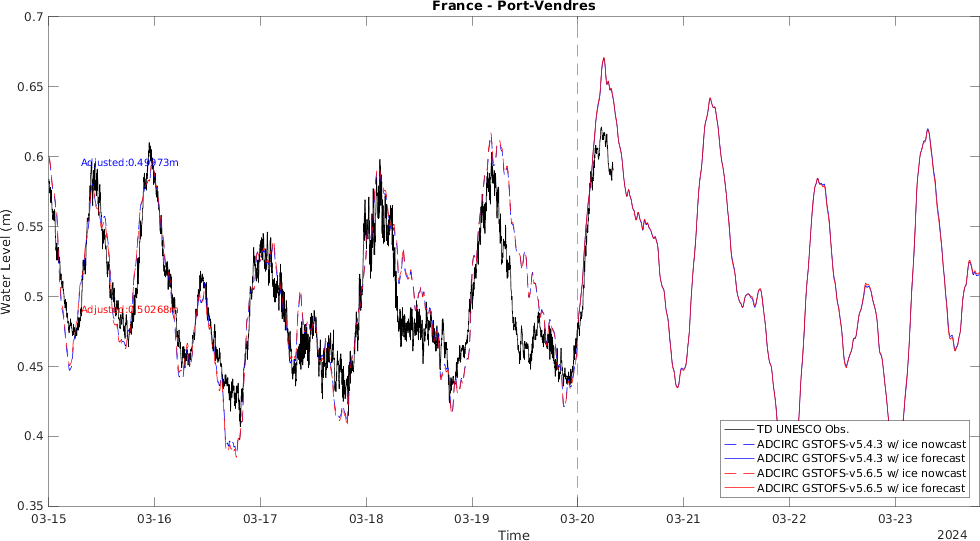 France - Port-Vendres
0.7
0.65
0.6
0.55
0.5
0.45
0.4
0.35
Water Level (m)
Adjusted:0.49973m
Adjusted:0.50268m
TD UNESCO Obs.
ADCIRC GSTOFS-v5.4.3 w/ ice nowcast
ADCIRC GSTOFS-v5.4.3 w/ ice forecast
ADCIRC GSTOFS-v5.6.5 w/ ice nowcast
ADCIRC GSTOFS-v5.6.5 w/ ice forecast
03-15 03-16 03-17 03-18 03-19 03-20 03-21 03-22 03-23
Time
2024